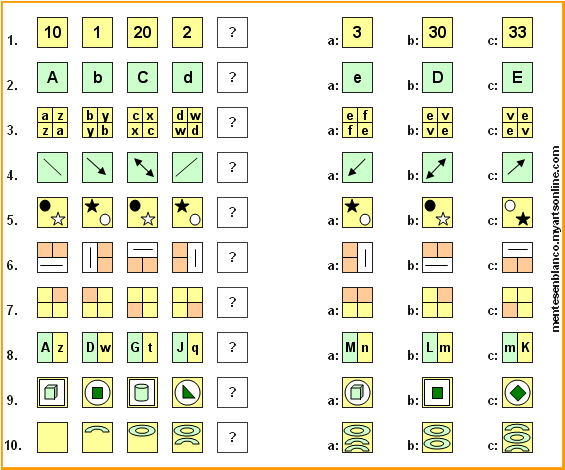 1. 10 1 20 2 ? a: 3 b: 30 c: 33
2. A b C d ? a: e b: D c: E
3. a z b y c x d w ? a: e f b: e v c: v e
z a y b x c w d f e v e e v
4. ? a: b: c:
5. ? a: b: c:
6. ? a: b: c:
7. ? a: b: c:
8. A z D w G t J q ? a: M n b: L m c: m K
9. ? a: b: c:
10. ? a: b: c:
mentesenblanco.myartsonline.com